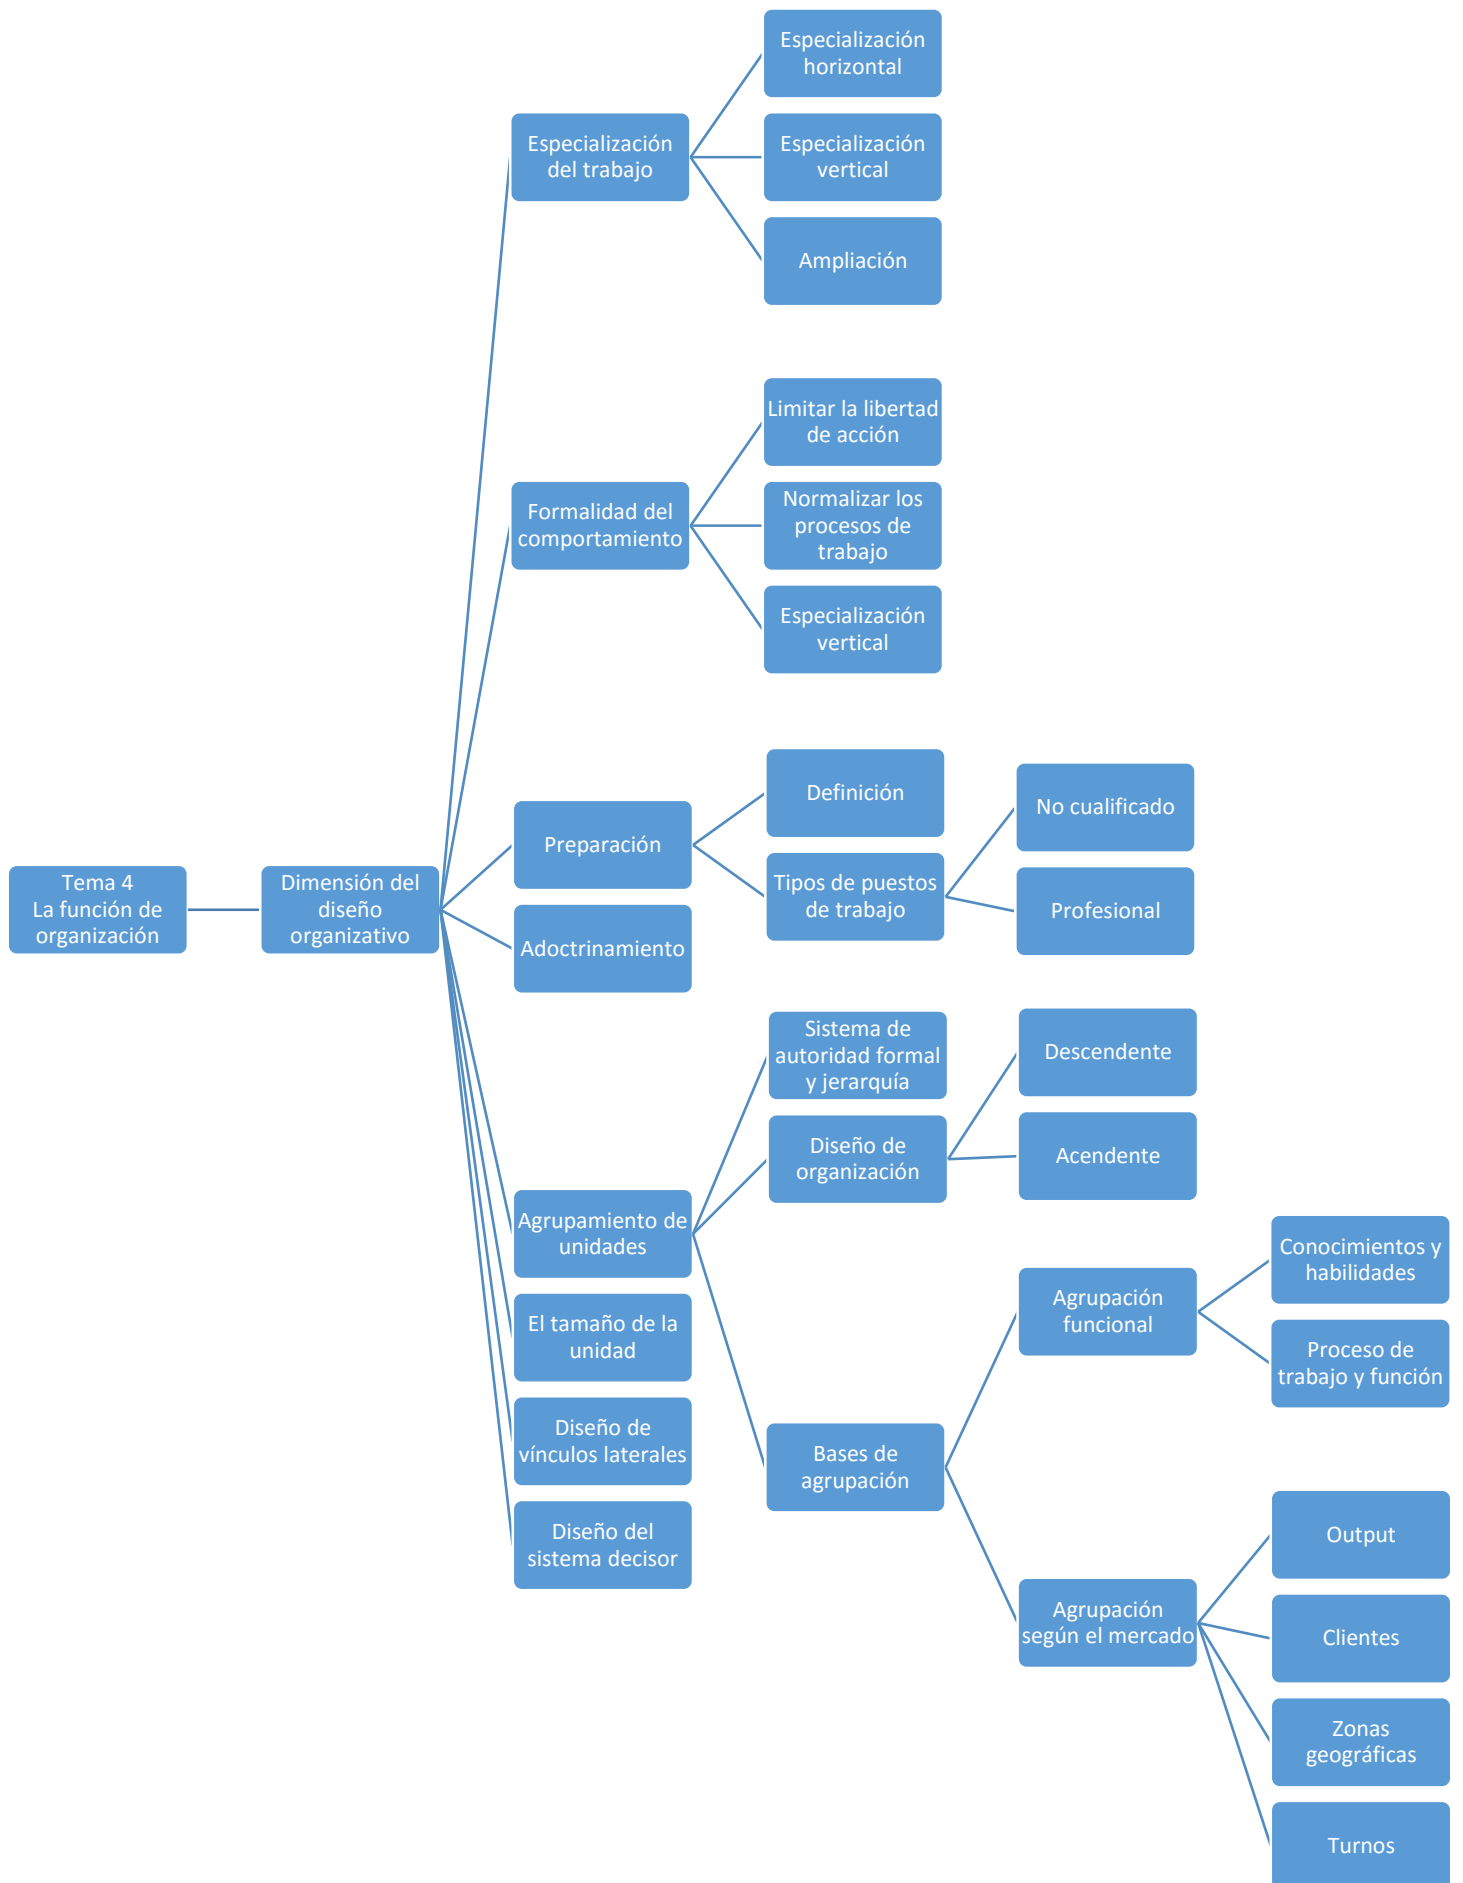 Tema 4
La función de
organización
Dimensión del
diseño
organizativo
Especialización
del trabajo
Especialización
horizontal
Especialización
vertical
Ampliación
Formalidad del
comportamiento
Limitar la libertad
de acción
Normalizar los
procesos de
trabajo
Especialización
vertical
Preparación
Definición
Tipos de puestos
de trabajo
No cualificado
Profesional
Adoctrinamiento
Agrupamiento de
unidades
Sistema de
autoridad formal
y jerarquía
Diseño de
organización
Descendente
Acendente
Bases de
agrupación
Agrupación
funcional
Conocimientos y
habilidades
Proceso de
trabajo y función
Agrupación
según el mercado
Output
Clientes
Zonas
geográficas
Turnos
El tamaño de la
unidad
Diseño de
vínculos laterales
Diseño del
sistema decisor